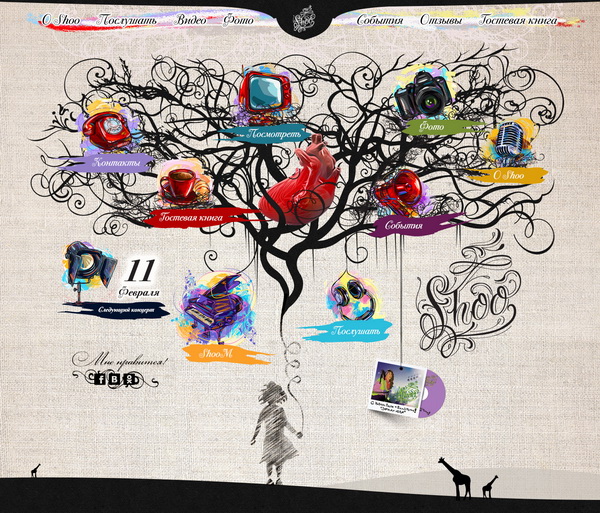 О Shoo Послушать Видео Фото Shoo События Отзывы Гостевая книга
Посмотреть
Фото
Контакты
О Shoo
Гостевая книга
События
11
Февраля
Следующий концерт
Shoo
Послушать
ShooM
Мне нравится!